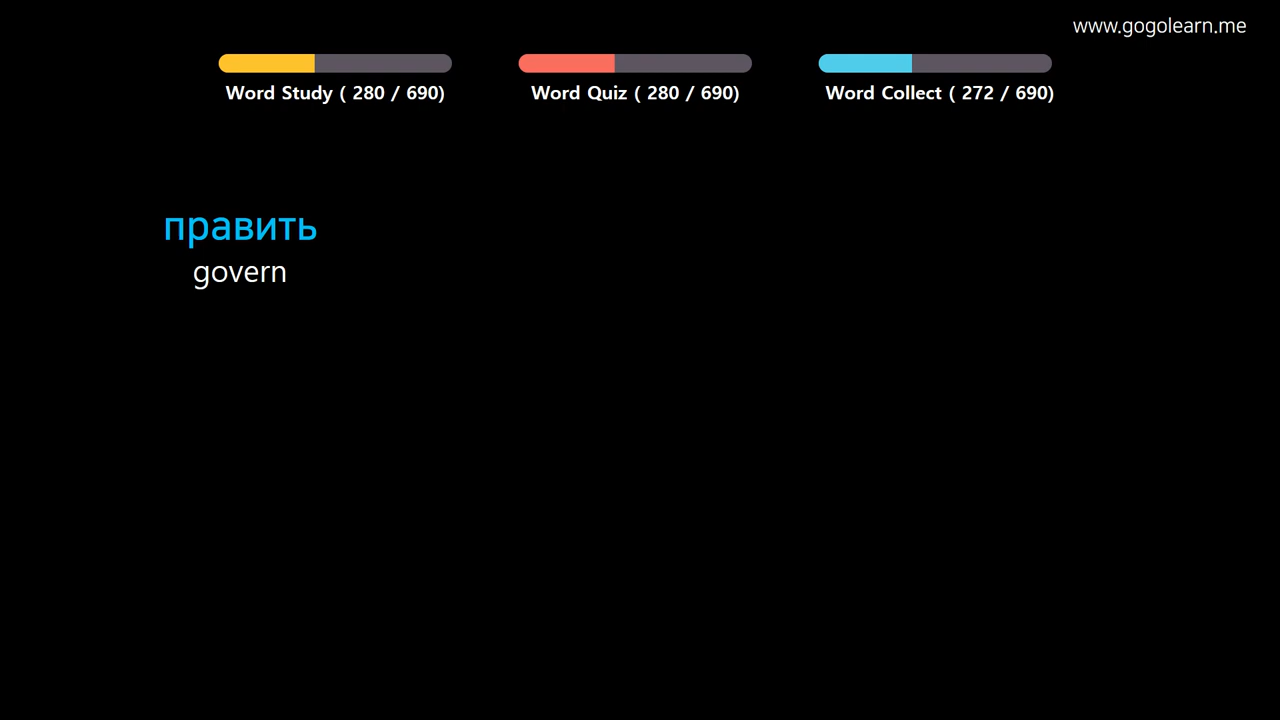 www.gogolearn.me
Word Study ( 280 / 690)
Word Quiz ( 280 / 690)
Word Collect ( 272 / 690)
править
govern